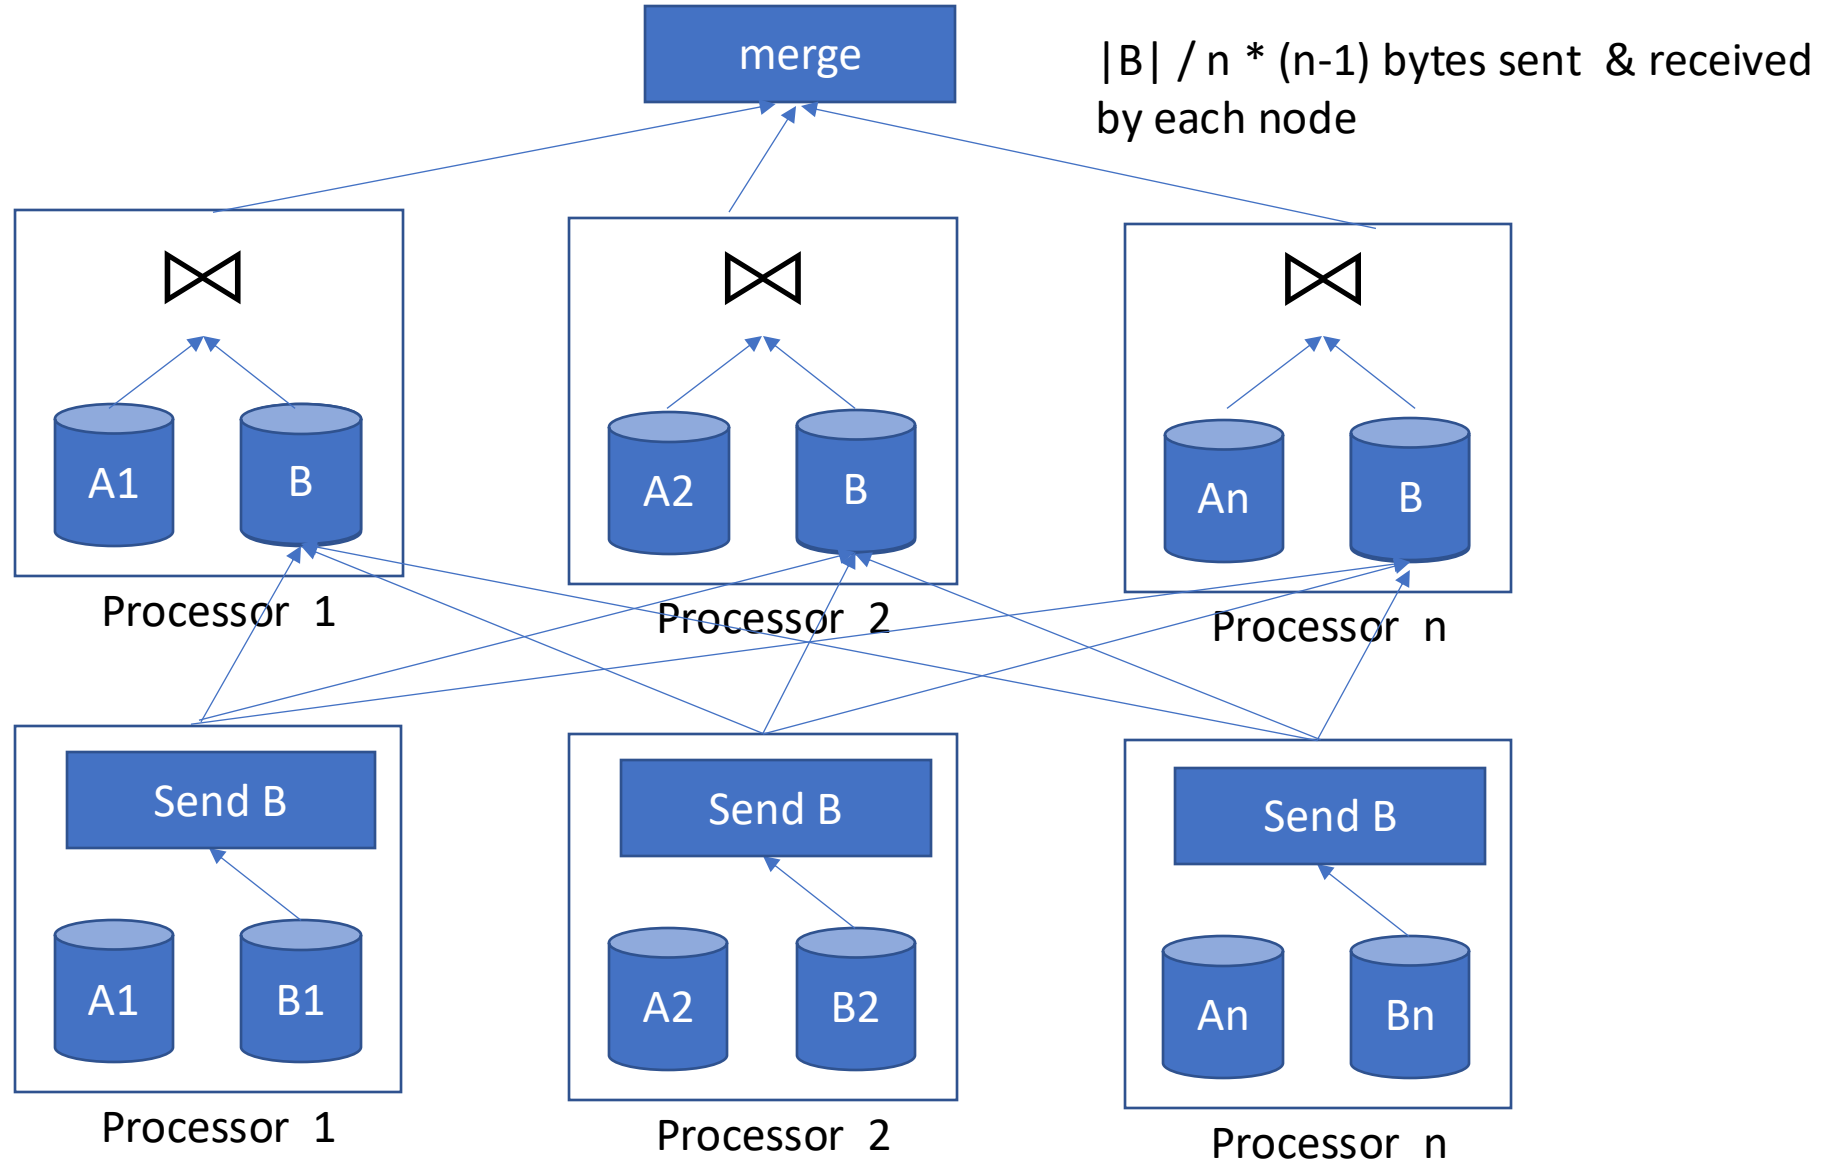 merge
|B| / n * (n-1) bytes sent & received
by each node
A1
B
A2
B
An
B
Processor 1
Processor 2
Processor n
Send B
Send B
Send B
A1
B1
A2
B2
An
Bn
Processor 1
Processor 2
Processor n